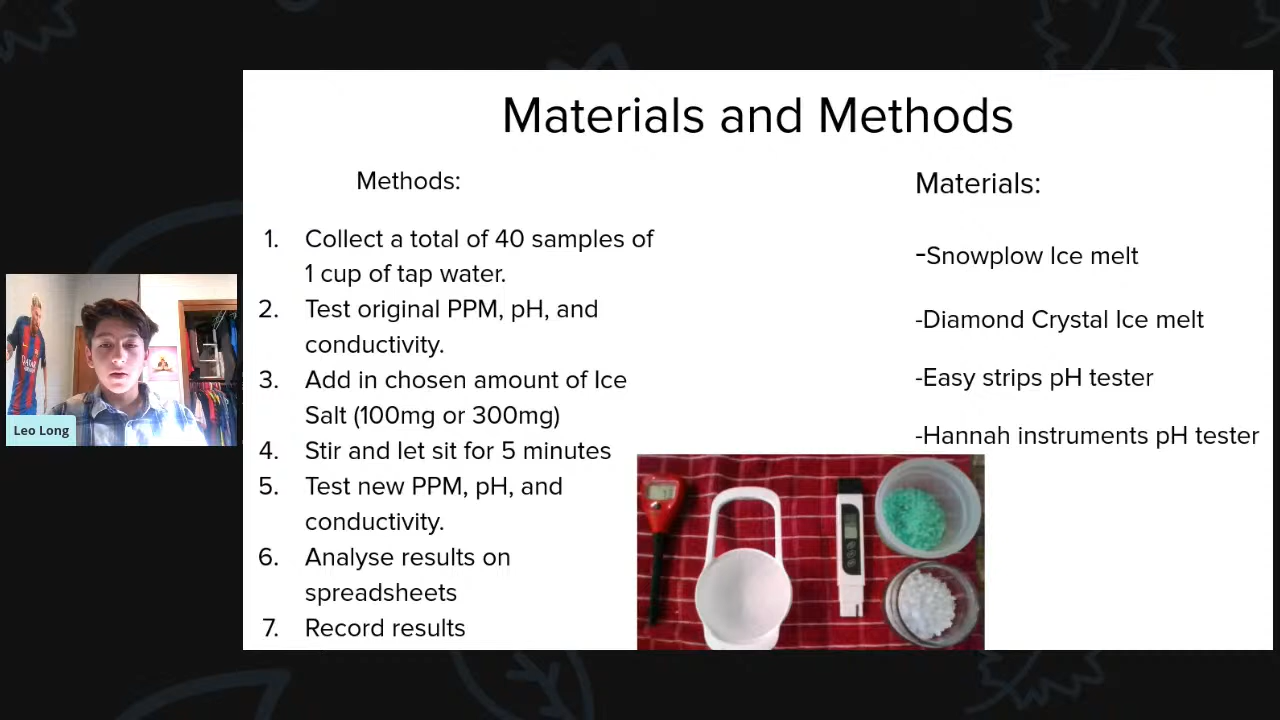 Materials and Methods
Methods:
1. Collect a total of 40 samples of
1 cup of tap water.
2. Test original PPM, pH, and
conductivity.
3. Add in chosen amount of Ice
Salt (100mg or 300mg)
4. Stir and let sit for 5 minutes
5. Test new PPM, pH, and
conductivity.
6. Analyse results on
spreadsheets
7. Record results
Materials:
-Snowplow Ice melt
-Diamond Crystal Ice melt
-Easy strips pH tester
-Hannah instruments pH tester
Leo Long